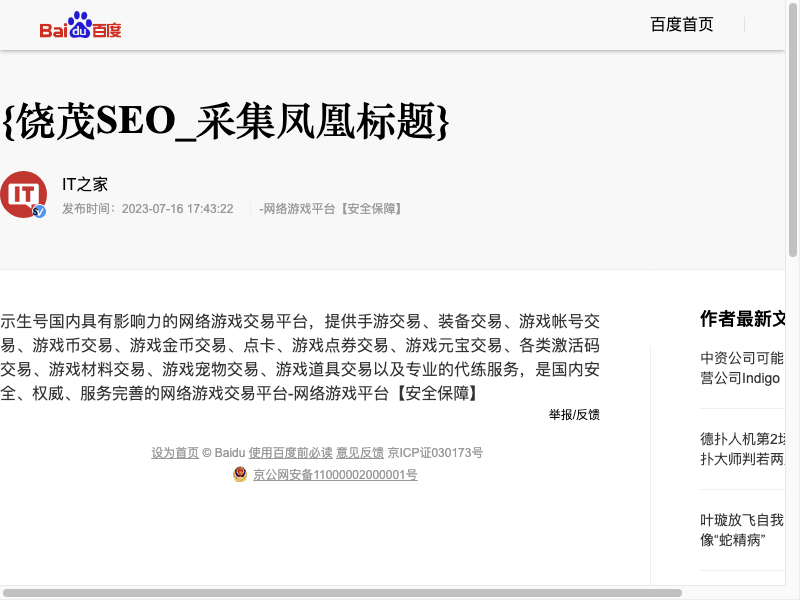 Baidu百度
百度首页
{饶茂SEO_采集凤凰标题}
IT
IT之家
发布时间：2023-07-16 17:43:22
-网络游戏平台【安全保障】
示生号国内具有影响力的网络游戏交易平台，提供手游交易、装备交易、游戏帐号交
易、游戏币交易、游戏金币交易、点卡、游戏点券交易、游戏元宝交易、各类激活码
交易、游戏材料交易、游戏宠物交易、游戏道具交易以及专业的代练服务，是国内安
全、权威、服务完善的网络游戏交易平台-网络游戏平台【安全保障】
举报/反馈
设为首页 © Baidu 使用百度前必读 意见反馈 京ICP证030173号
京公网安备11000002000001号
作者最新文
中资公司可能
营公司Indigo
德扑人机第2场
扑大师判若两
叶璇放飞自我
像“蛇精病”